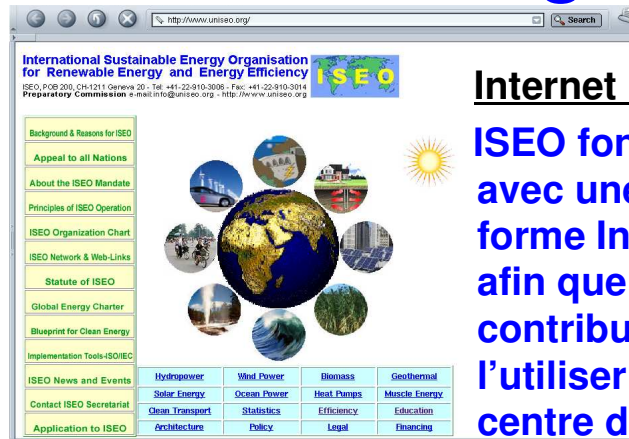 http://www.uniseo.org/
Search
International Sustainable Energy Organisation
for Renewable Energy and Energy Efficiency
ISEO
ISEO, POB 200, CH-1211 Geneva 20 - Tel: +41-22-910-3006 - Fax: +41-22-910-3014
Preparatory Commission e-mail:info@uniseo.org - http://www.uniseo.org
Background & Reasons for ISEO
Appeal to all Nations
About the ISEO Mandate
Principles of ISEO Operation
ISEO Organization Chart
ISEO Network & Web-Links
Statute of ISEO
Global Energy Charter
Blueprint for Clean Energy
Implementation Tools-ISO/IEC
ISEO News and Events
Contact ISEO Secretariat
Application to ISEO
Hydropower Wind Power Biomass Geothermal
Solar Energy Ocean Power Heat Pumps Muscle Energy
Clean Transport Statistics Efficiency Education
Architecture Policy Legal Financing
Internet
ISEO fon
avec une
forme In
afin que
contribu
l'utiliser
centre d